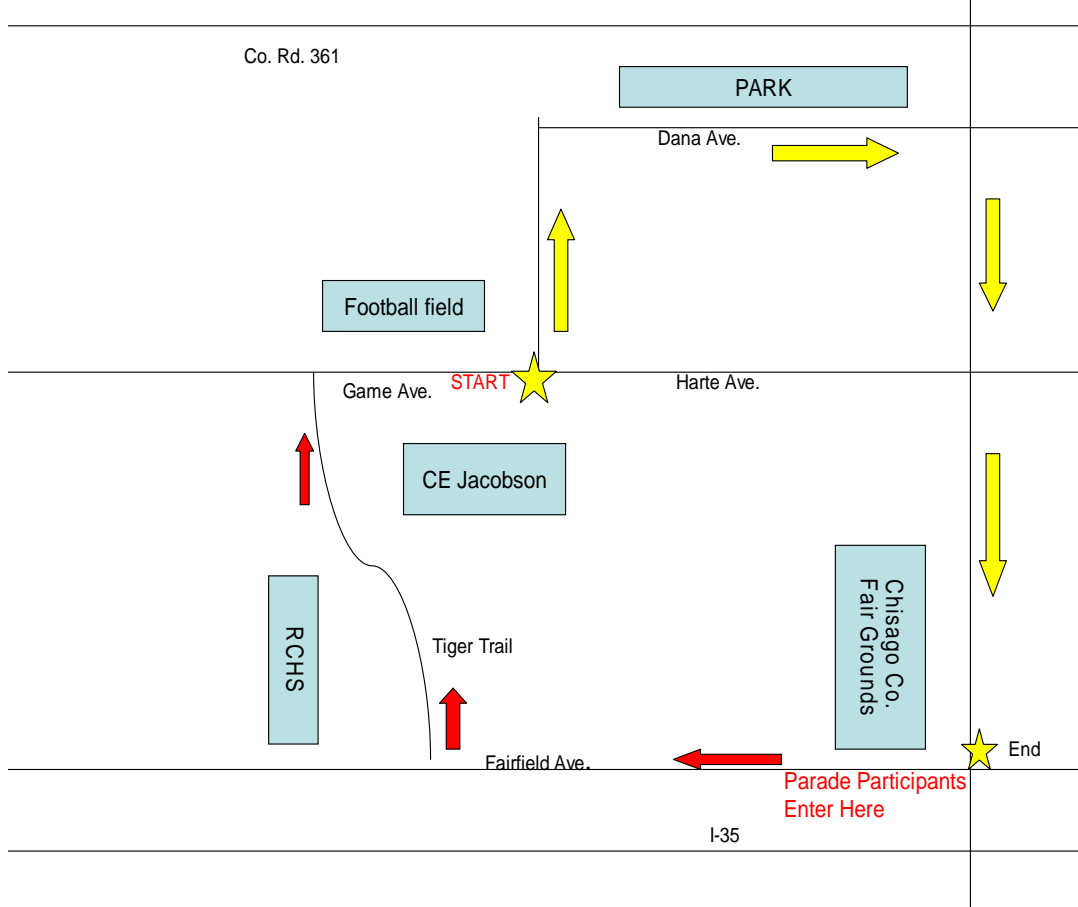 Co. Rd. 361
PARK
Dana Ave.
Football field
Game Ave.
START
Harte Ave.
CE Jacobson
Chisago Co.
Fair Grounds
RCHS
Tiger Trail
End
Fairfield Ave.
Parade Participants
Enter Here
I-35